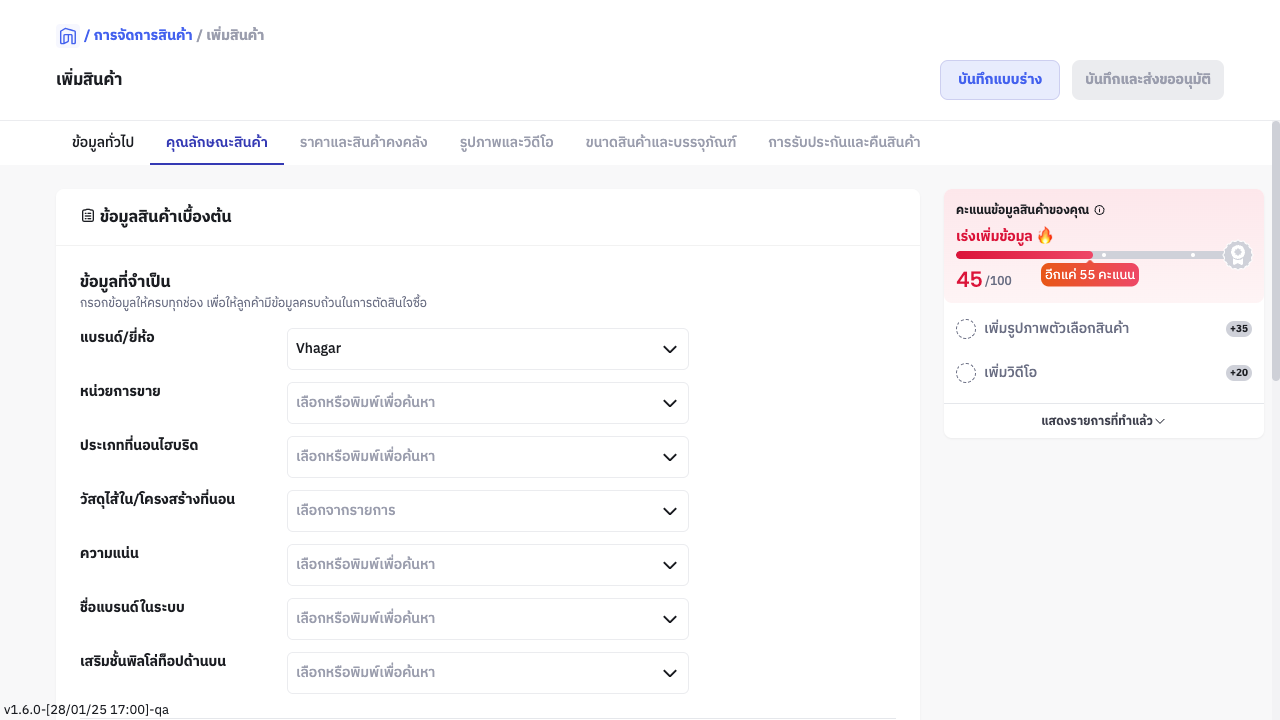 / การจัดการสินค้า / เพิ่มสินค้า
เพิ่มสินค้า
บันทึกแบบร่าง
บันทึกและส่งขออนุมัติ
ข้อมูลทั่วไป
คุณลักษณะสินค้า
ราคาและสินค้าคงคลัง
รูปภาพและวิดีโอ
ขนาดสินค้าและบรรจุภัณฑ์
การรับประกันและคืนสินค้า
ข้อมูลสินค้าเบื้องต้น
ข้อมูลที่จำเป็น
กรอกข้อมูลให้ครบทุกช่อง เพื่อให้ลูกค้ามีข้อมูลครบถ้วนในการตัดสินใจซื้อ
แบรนด์/ยี่ห้อ
Vhagar
หน่วยการขาย
เลือกหรือพิมพ์เพื่อค้นหา
ประเภทที่นอนไฮบริด
เลือกหรือพิมพ์เพื่อค้นหา
วัสดุไส้ใน/โครงสร้างที่นอน
เลือกจากรายการ
ความแน่น
เลือกหรือพิมพ์เพื่อค้นหา
ชื่อแบรนด์ในระบบ
เลือกหรือพิมพ์เพื่อค้นหา
เสริมชั้นพิลโล่ท็อปด้านบน
เลือกหรือพิมพ์เพื่อค้นหา
คะแนนข้อมูลสินค้าของคุณ
เร่งเพิ่มข้อมูล 🔥
45/100
อีกแค่ 55 คะแนน
เพิ่มรูปภาพตัวเลือกสินค้า
+35
เพิ่มวิดีโอ
+20
แสดงรายการที่ทำแล้ว
v1.6.0-[28/01/25 17:00]-qa